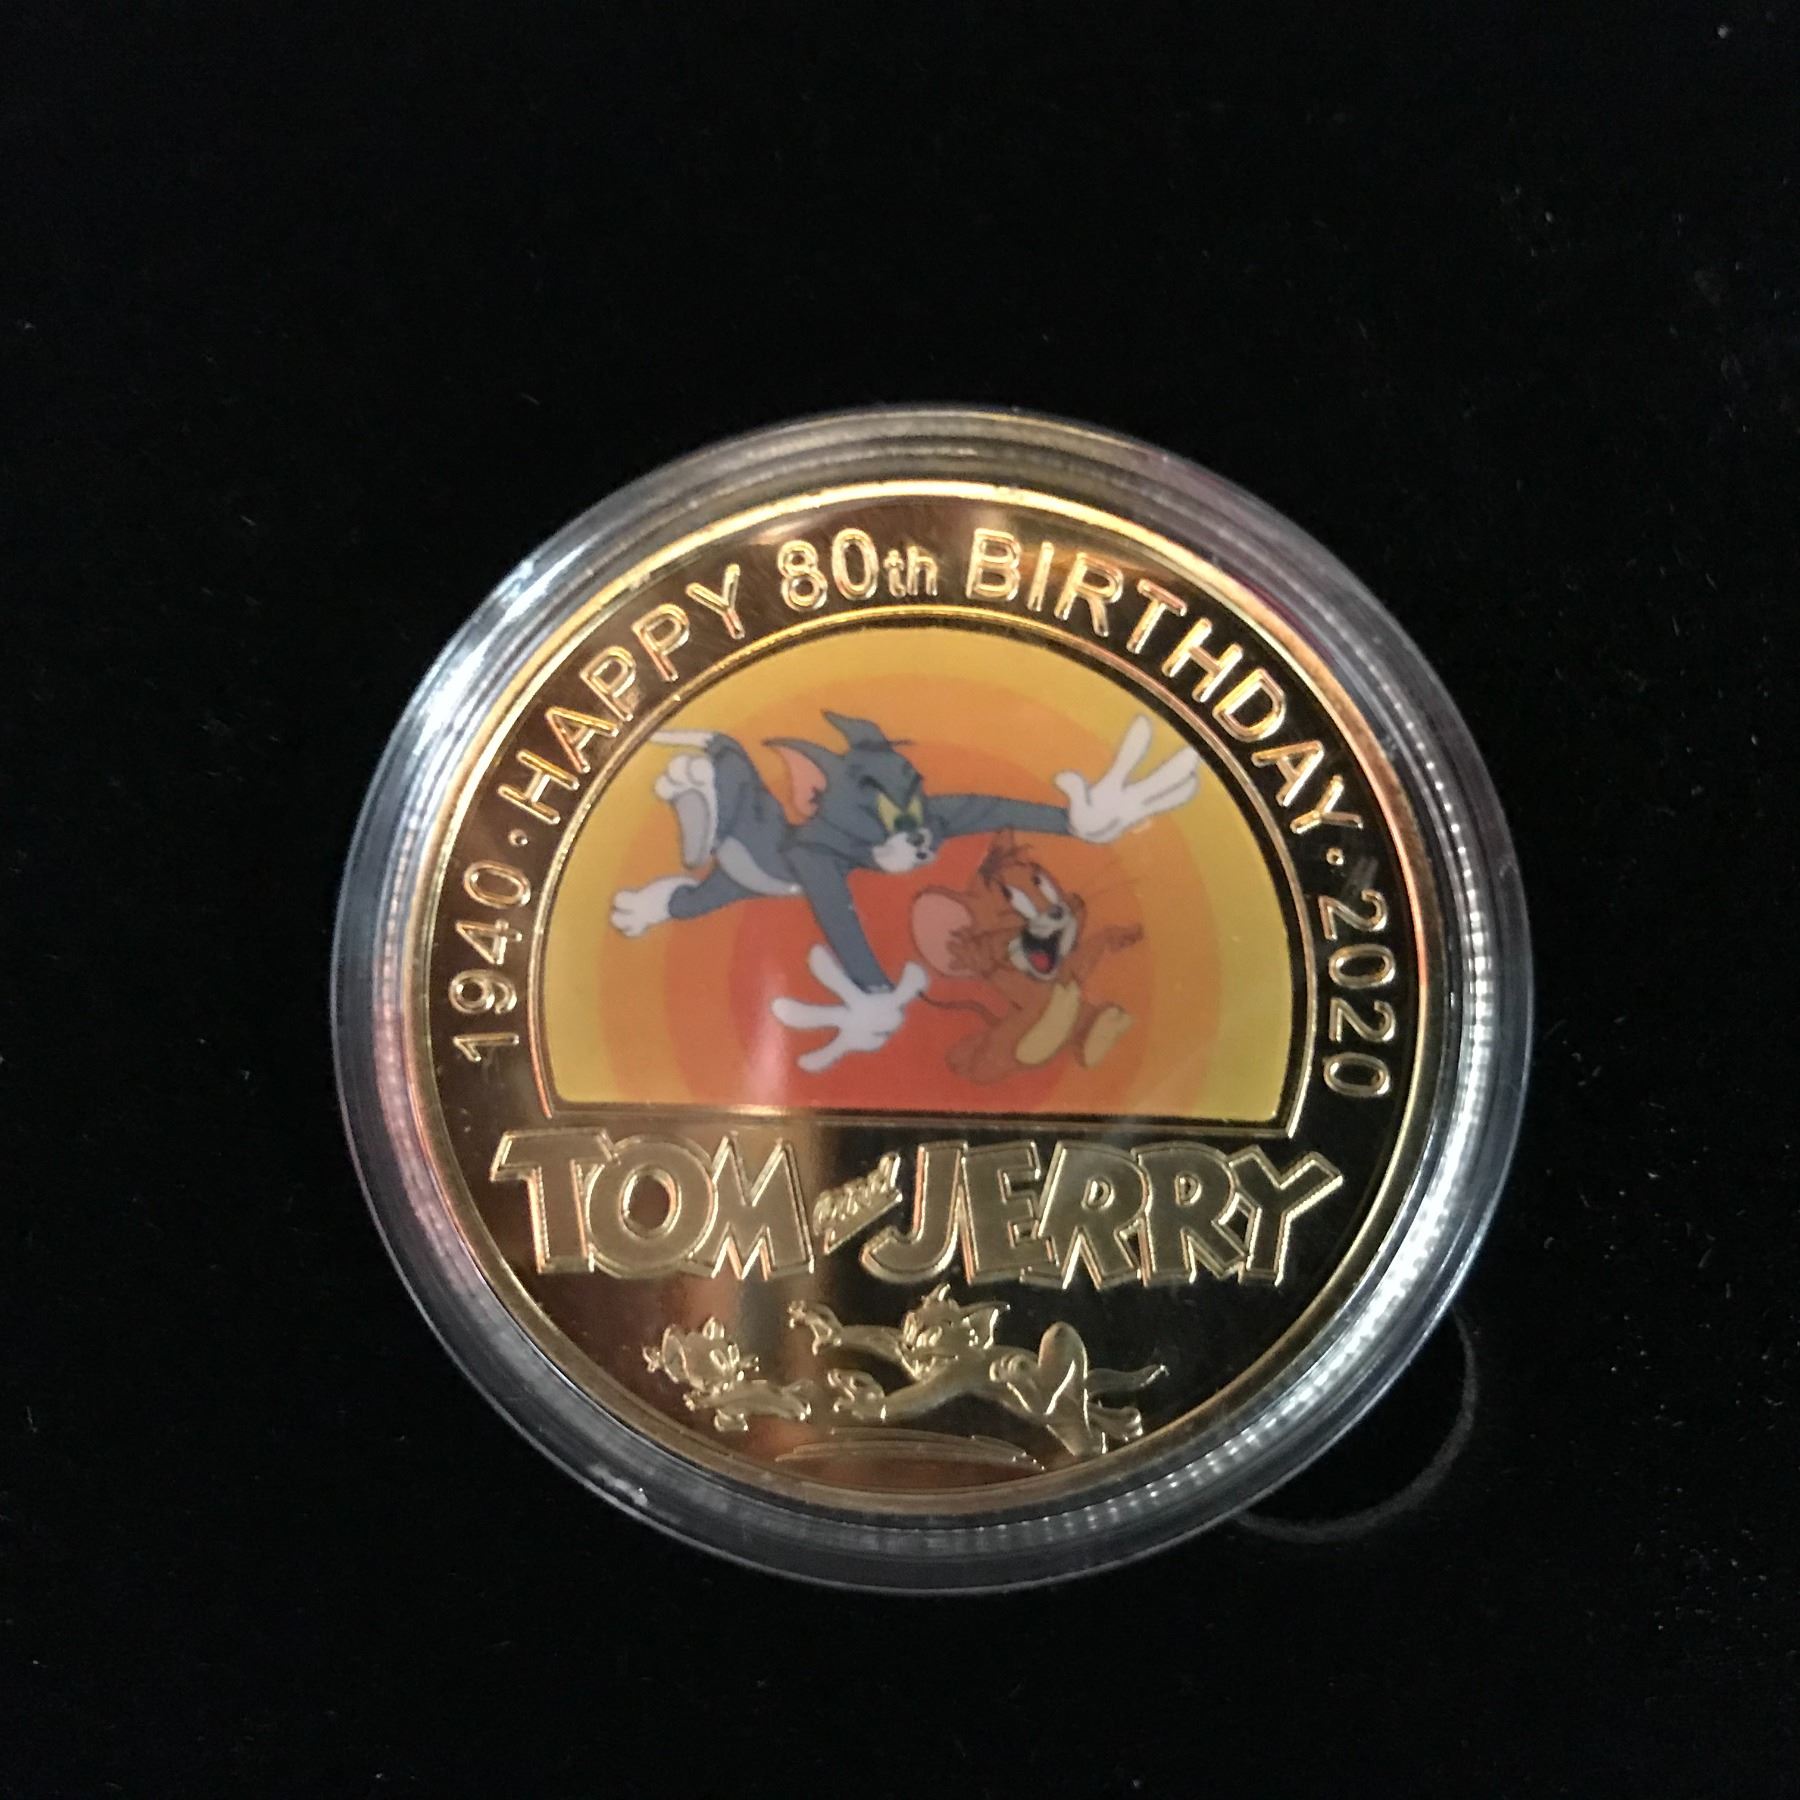 1940 · HAPPY 80th BIRTHDAY · 2020
TOM and JERRY